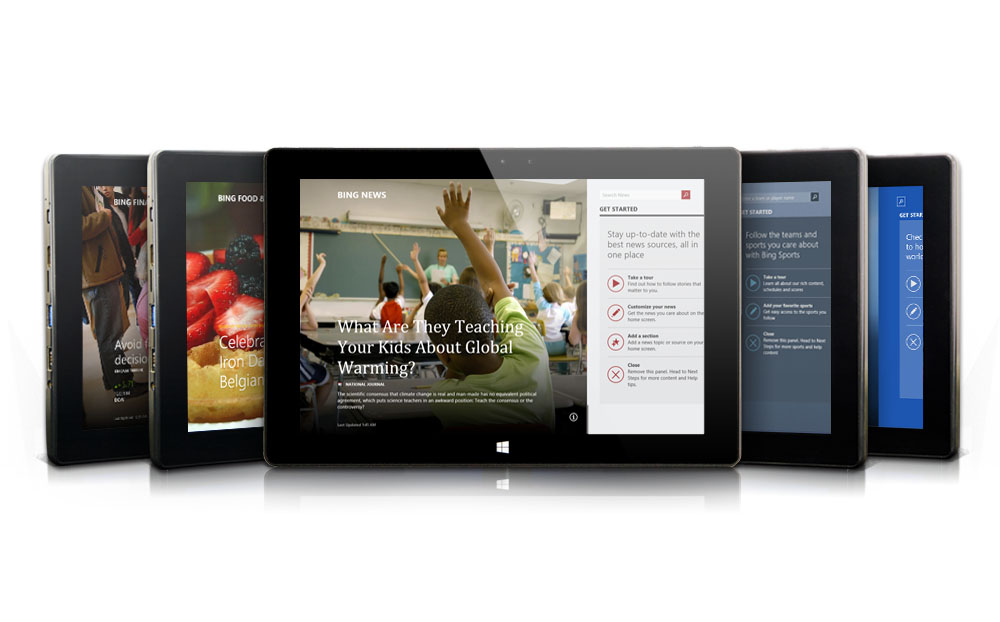 BING FINA
Avoid
decisio
BING FOOD &
Celebra
Iron Da
Belgian
BING NEWS
What Are They Teaching
Your Kids About Global
Warming?
NATIONAL JOURNAL
The scientific consensus that climate change is real and man-made has no equivalent political
agreement, which puts science teachers in an awkward position: Teach the consensus or the
controversy?
Last Updated 1:45 AM
Search News
GET STARTED
Stay up-to-date with the
best news sources, all in
one place
Take a tour
Find out how to follow stories that
matter to you.
Customize your news
Get the news you care about on the
home screen.
Add a section
Add a news topic or source on your
home screen.
Close
Remove this panel. Head to Next
Steps for more content and Help
tips.
a team or player name
GET STARTED
Follow the teams and
sports you care about
with Bing Sports
Take a tour
Learn all about our rich content,
schedules and scores
Add your favorite sports
Get easy access to the sports you
follow
Close
Remove this panel. Head to Next
Steps for more sports and help
content
GET STAR
Chec
to ho
world